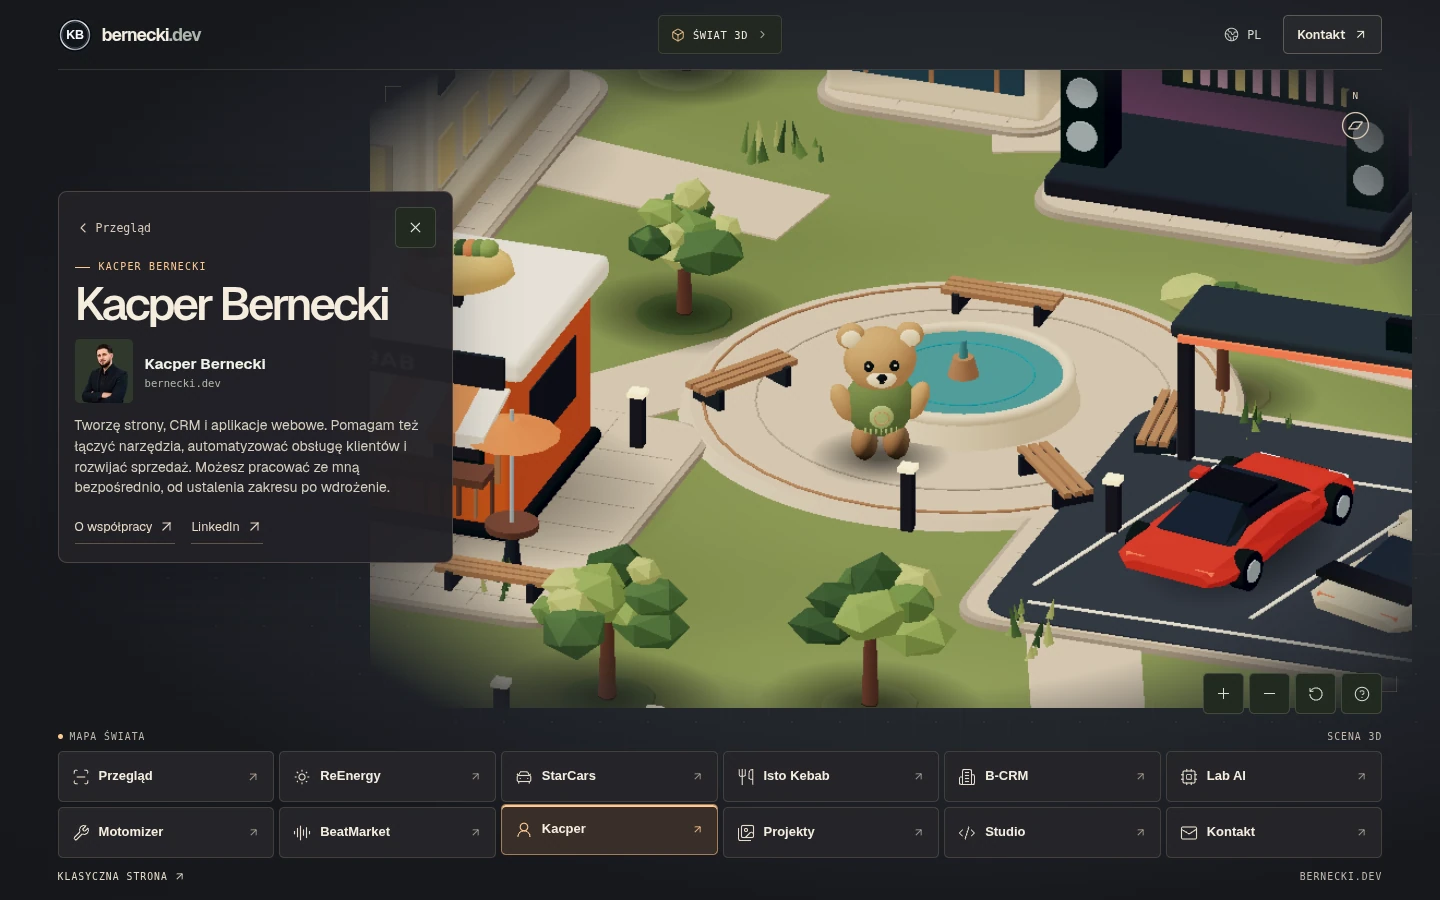 KB bernecki.dev
ŚWIAT 3D
PL
Kontakt
N
Przegląd
KACPER BERNECKI
Kacper Bernecki
Kacper Bernecki
bernecki.dev
Tworzę strony, CRM i aplikacje webowe. Pomagam też
łączyć narzędzia, automatyzować obsługę klientów i
rozwijać sprzedaż. Możesz pracować ze mną
bezpośrednio, od ustalenia zakresu po wdrożenie.
O współpracy
LinkedIn
MAPA ŚWIATA
SCENA 3D
Przegląd
ReEnergy
StarCars
Isto Kebab
B-CRM
Lab AI
Motomizer
BeatMarket
Kacper
Projekty
Studio
Kontakt
KLASYCZNA STRONA
BERNECKI.DEV